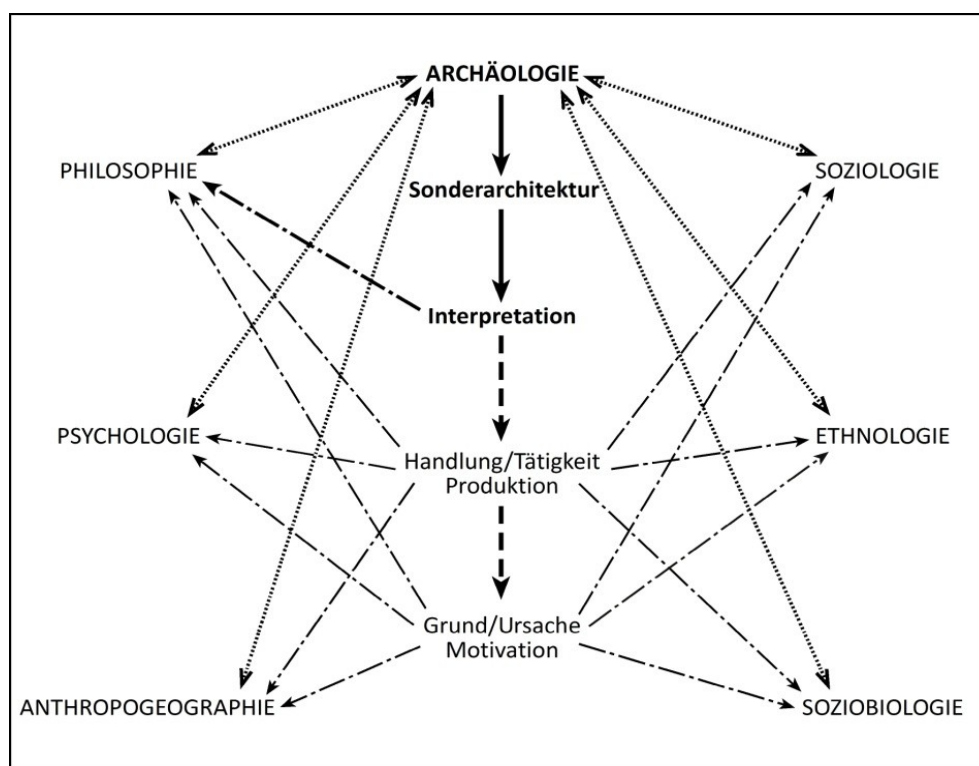 ARCHÄOLOGIE
PHILOSOPHIE
SOZIOLOGIE
Sonderarchitektur
Interpretation
PSYCHOLOGIE
ETHNOLOGIE
Handlung/Tätigkeit
Produktion
Grund/Ursache
Motivation
ANTHROPOGEOGRAPHIE
SOZIOBIOLOGIE